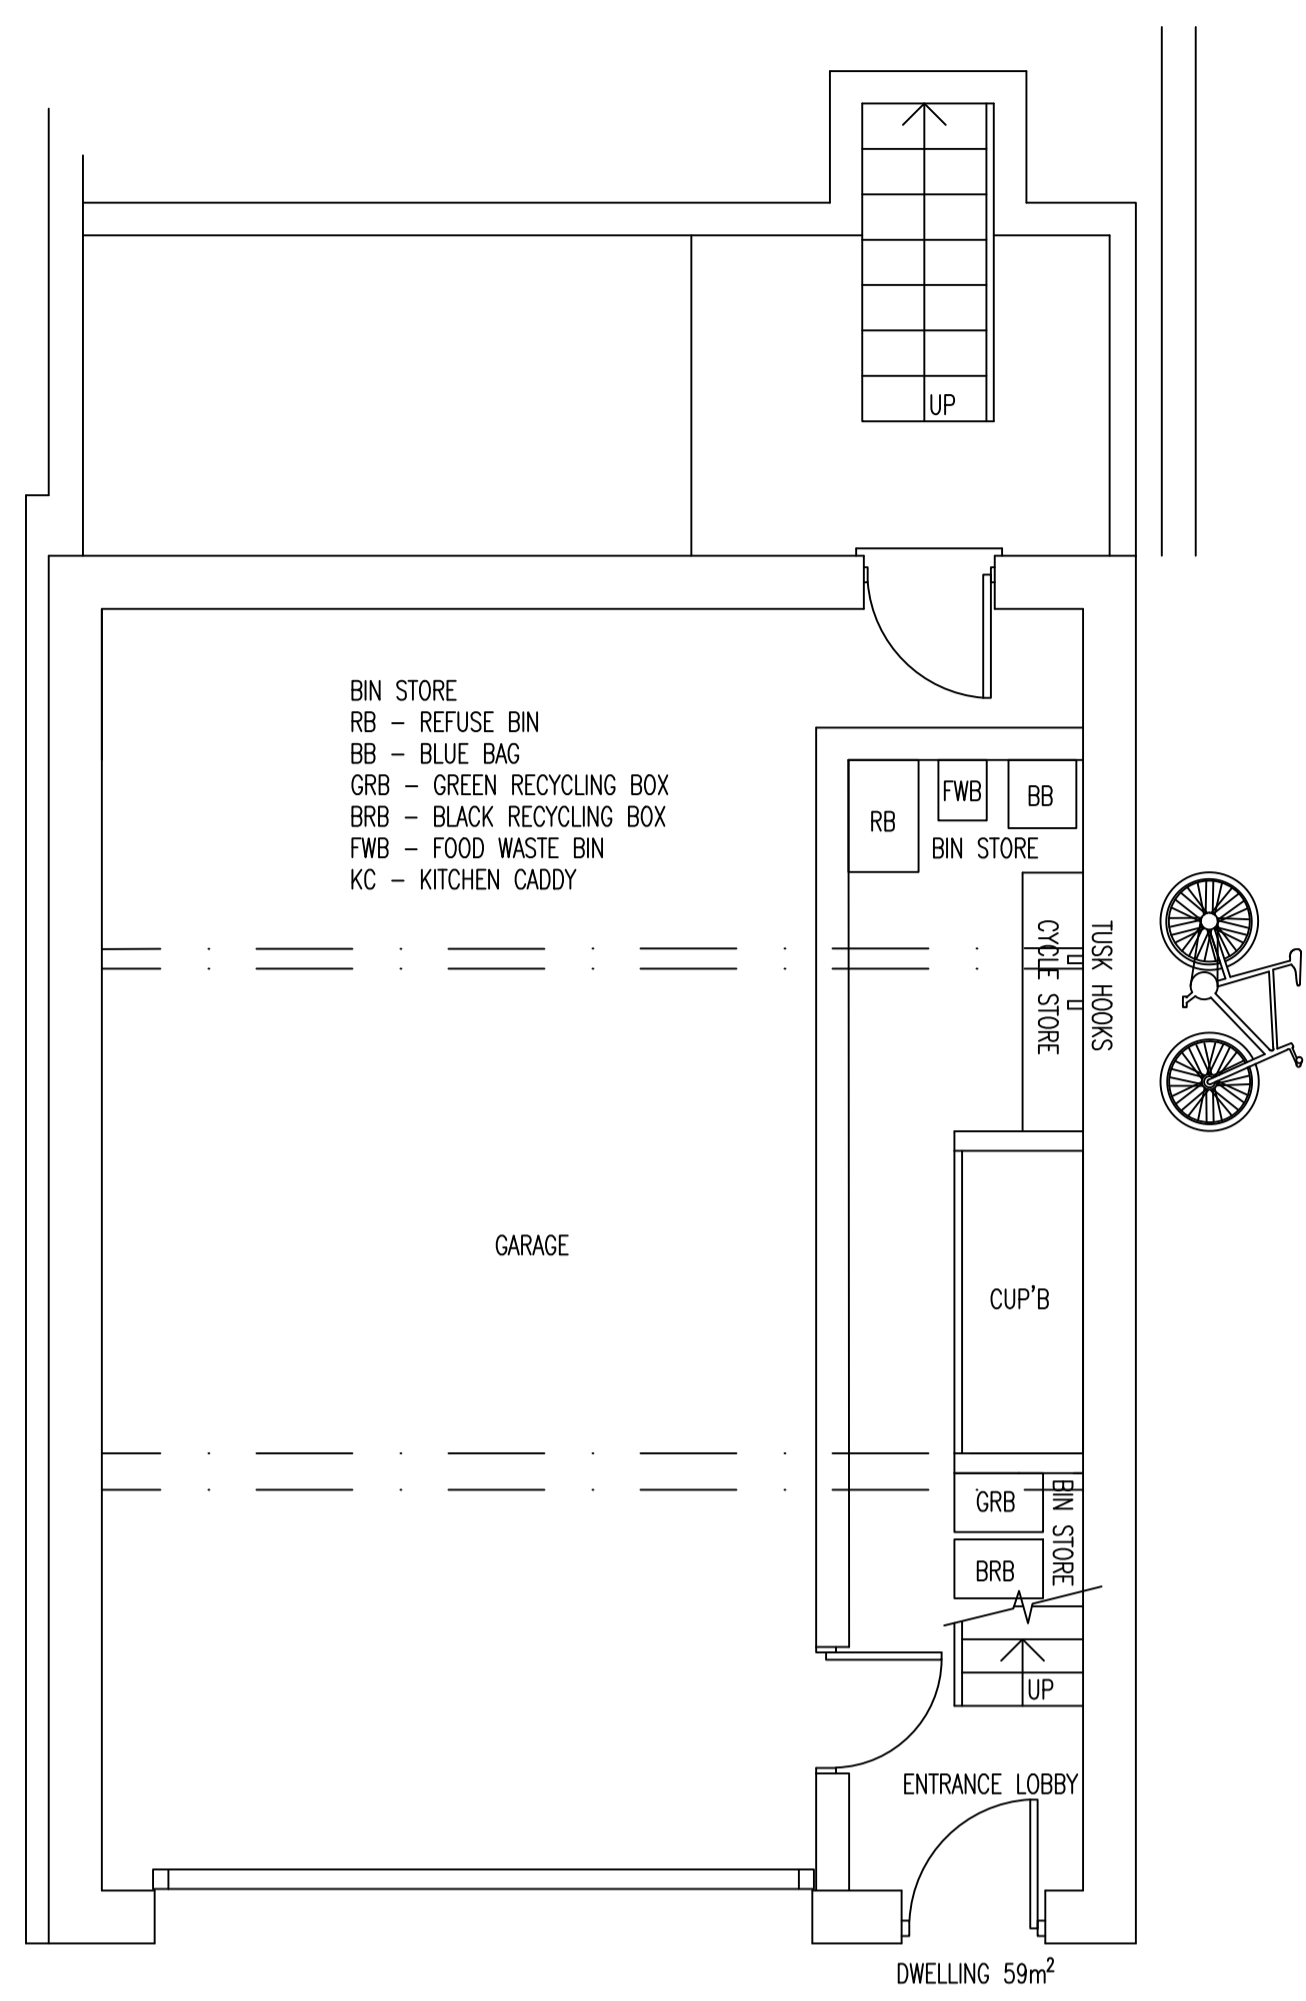 UP
BIN STORE
RB – REFUSE BIN
BB – BLUE BAG
GRB – GREEN RECYCLING BOX
BRB – BLACK RECYCLING BOX
FWB – FOOD WASTE BIN
KC – KITCHEN CADDY
RB
FWB
BB
BIN STORE
TUSK HOOKS
CYCLE STORE
GARAGE
CUP'B
GRB
BIN STORE
BRB
UP
ENTRANCE LOBBY
DWELLING 59m²